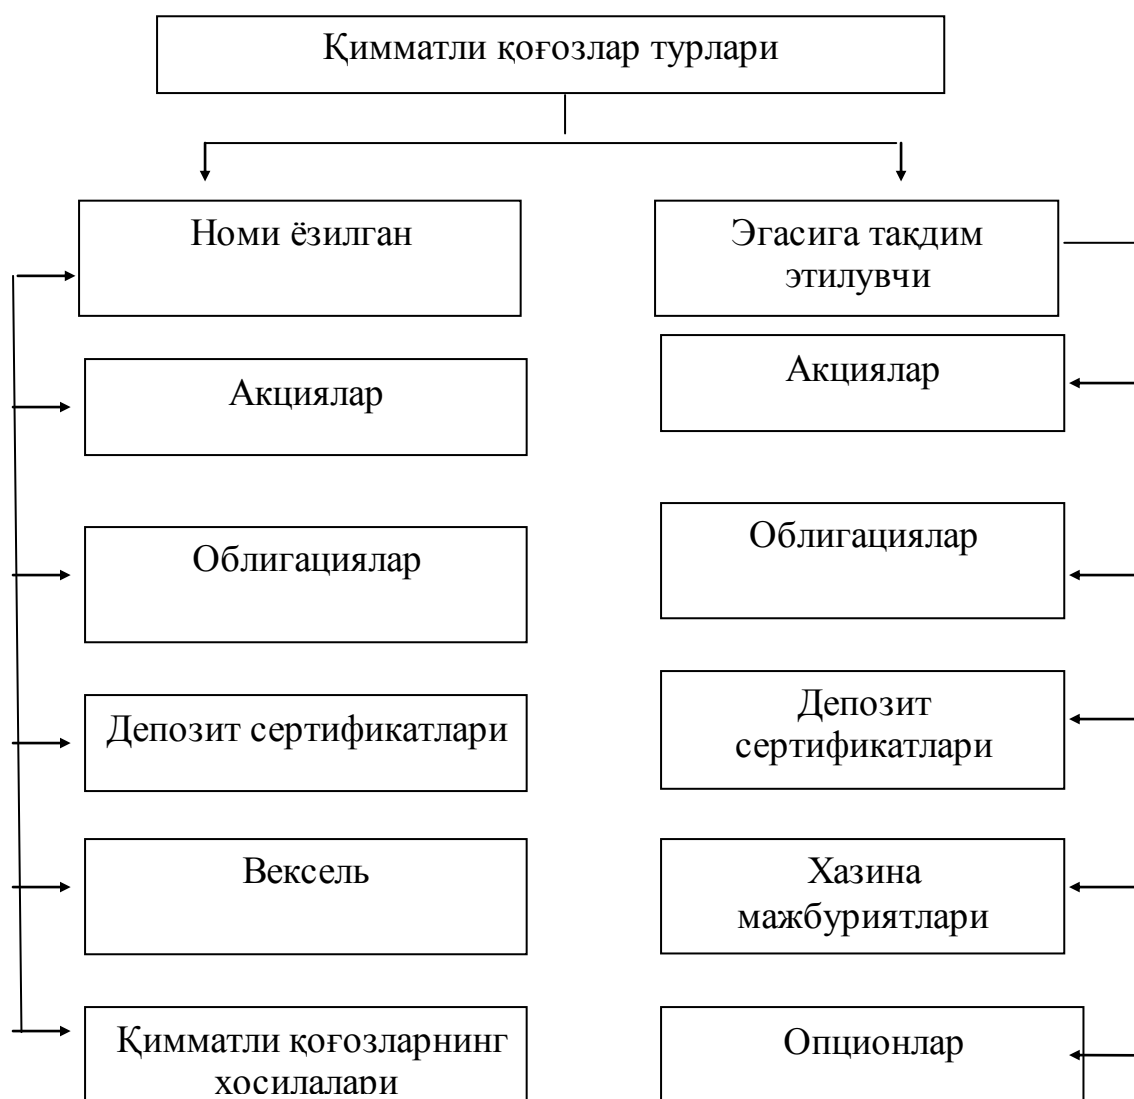 Қимматли қоғозлар турлари
Номи ёзилган
Эгасига тақдим
этилувчи
Акциялар
Акциялар
Облигациялар
Облигациялар
Депозит сертификатлари
Депозит
сертификатлари
Вексель
Хазина
мажбуриятлари
Қимматли қоғозларнинг
хосилалари
Опционлар